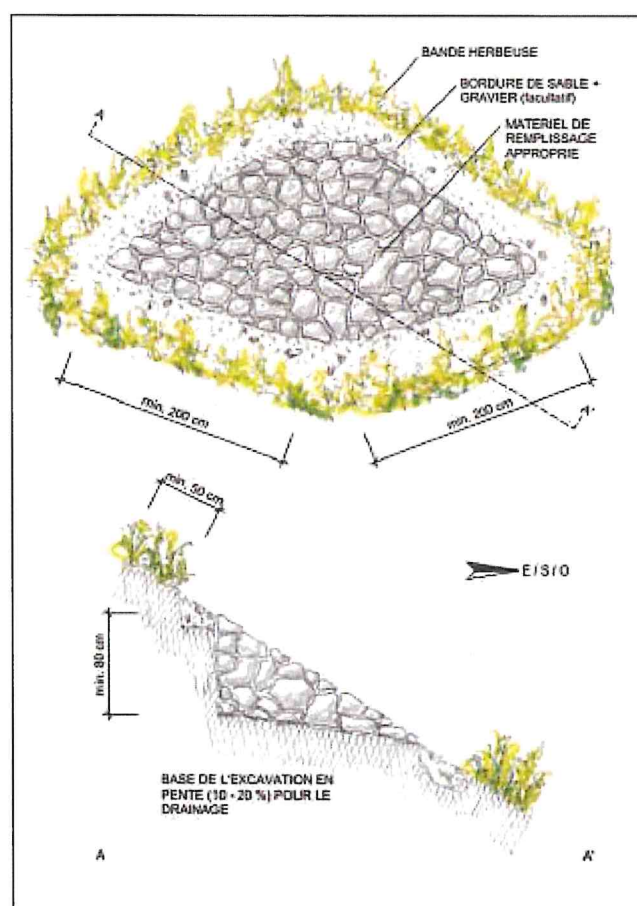 BANDE HERBEUSE
BORDURE DE SABLE +
GRAVIER (facultatif)
MATERIEL DE
REMPLISSAGE
APPROPRIE
A
min. 200 cm
min. 200 cm
A'
min. 50 cm
E / S / O
min. 80 cm
BASE DE L'EXCAVATION EN
PENTE (10 - 20 %) POUR LE
DRAINAGE
A
A'